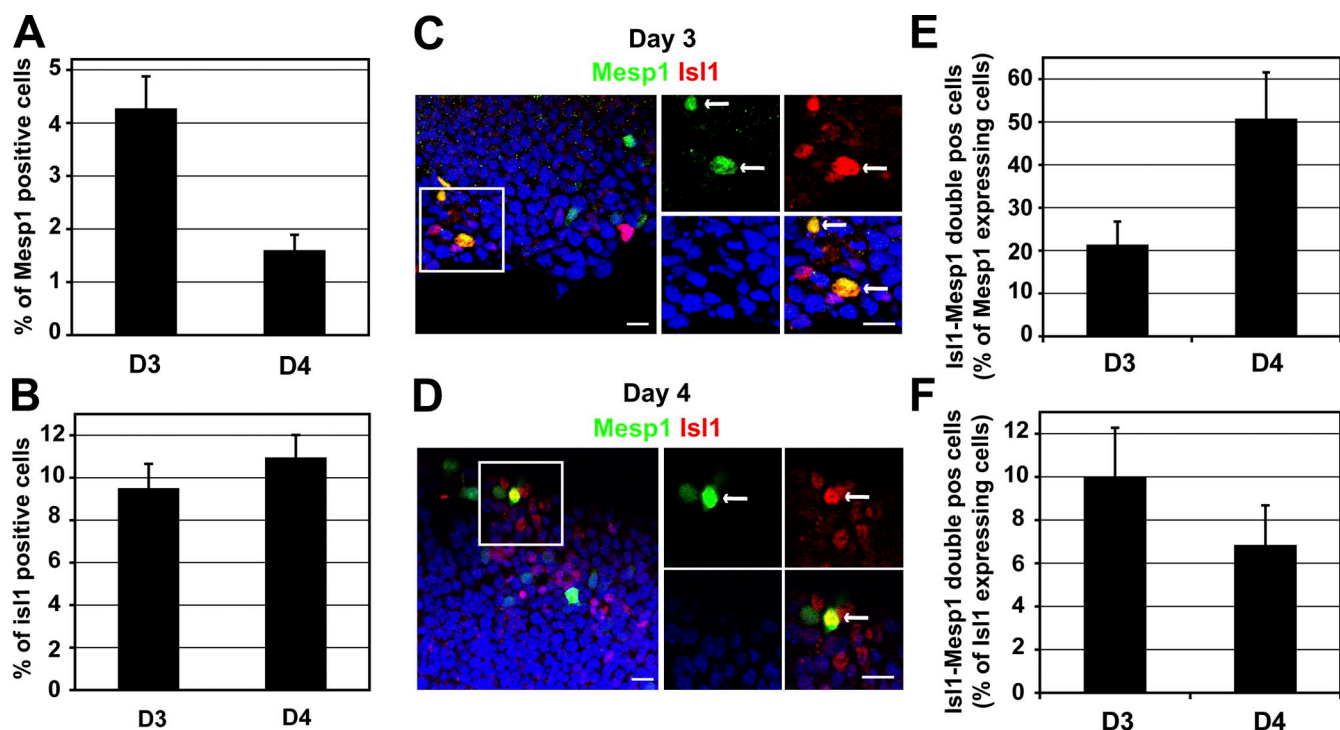 A
% of Mesp1 positive cells
5
4
3
2
1
0
D3 D4
B
% of isl1 positive cells
12
10
8
6
4
2
0
D3 D4
C
Day 3
Mesp1 Isl1
D
Day 4
Mesp1 Isl1
E
Isl1-Mesp1 double pos cells
(% of Mesp1 expressing cells)
60
50
40
30
20
10
0
D3 D4
F
Isl1-Mesp1 double pos cells
(% of Isl1 expressing cells)
12
10
8
6
4
2
0
D3 D4